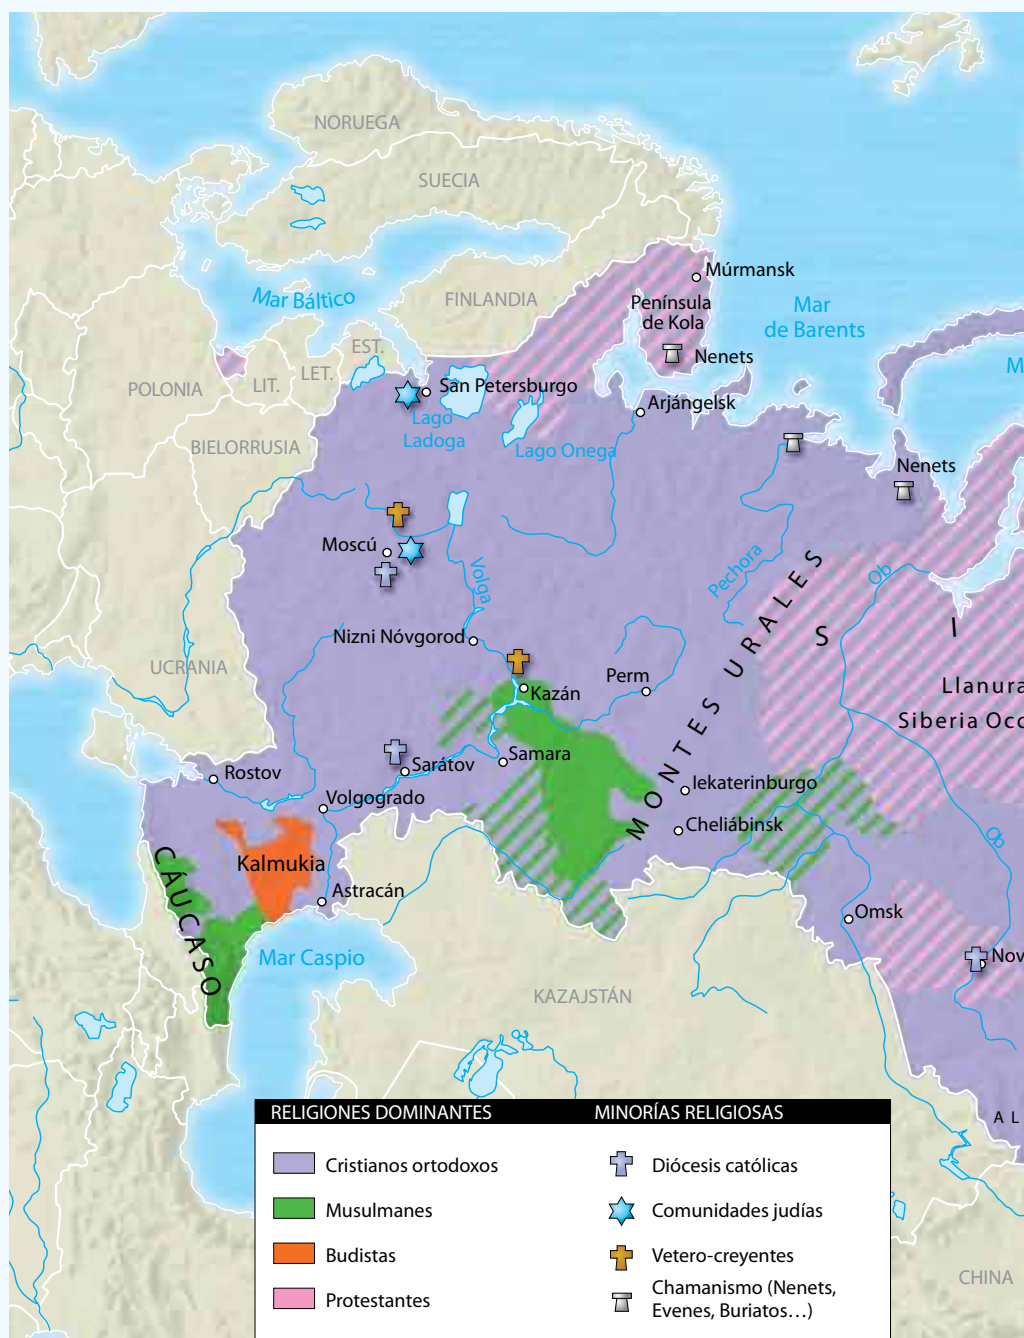 NORUEGA
SUECIA
Múrmansk
Mar Báltico
FINLANDIA
Península
de Kola
Mar
de Barents
EST.
Nenets
LET.
LIT.
POLONIA
San Petersburgo
M
Arjángelsk
Lago
Ladoga
BIELORRUSIA
Lago Onega
Nenets
Moscú
Volga
Pechora
Ob
MONTES URALES
S I
Nizni Nóvgorod
UCRANIA
Perm
Kazán
Llanura
Siberia Occ
Samara
Sarátov
Rostov
Iekaterinburgo
Volgogrado
Cheliábinsk
Ob
Kalmukia
CÁUCASO
Astracán
Omsk
Mar Caspio
Nov
KAZAJSTÁN
AL
RELIGIONES DOMINANTES
MINORÍAS RELIGIOSAS
Cristianos ortodoxos
Diócesis católicas
Musulmanes
Comunidades judías
Budistas
Vetero-creyentes
Protestantes
Chamanismo (Nenets,
Evenes, Buriatos...)
CHINA